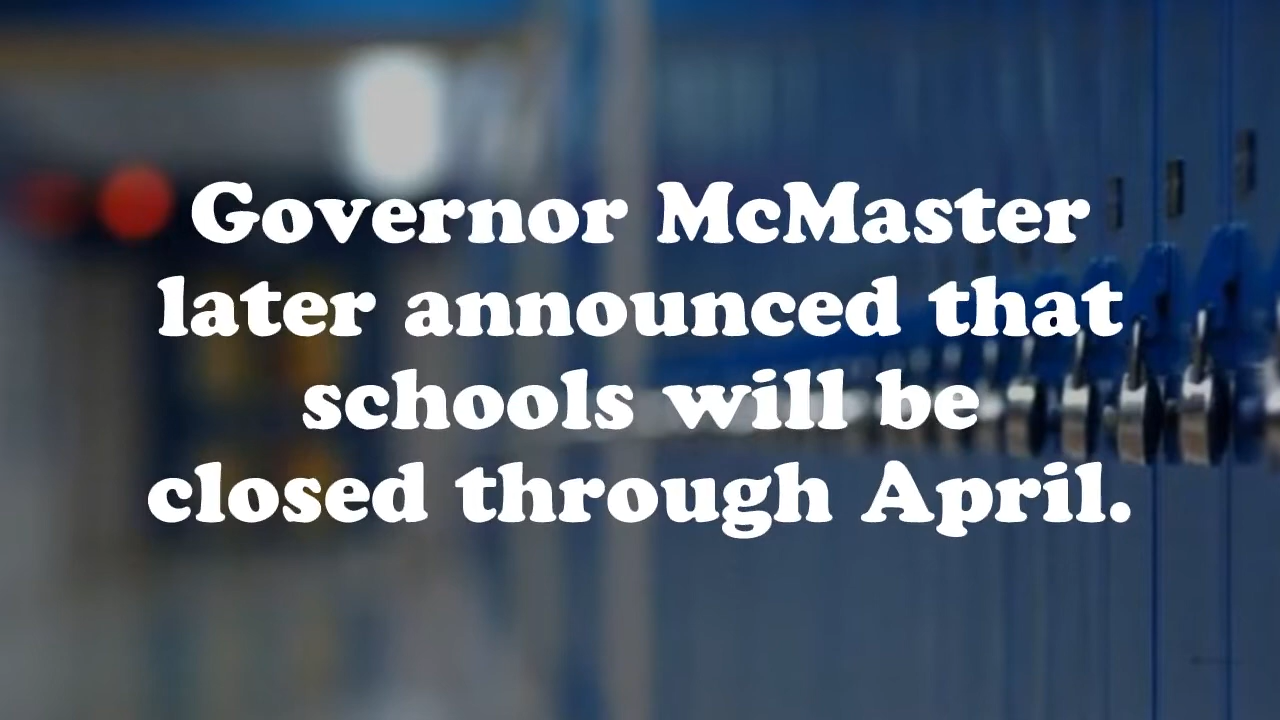 Governor McMaster
later announced that
schools will be
closed through April.